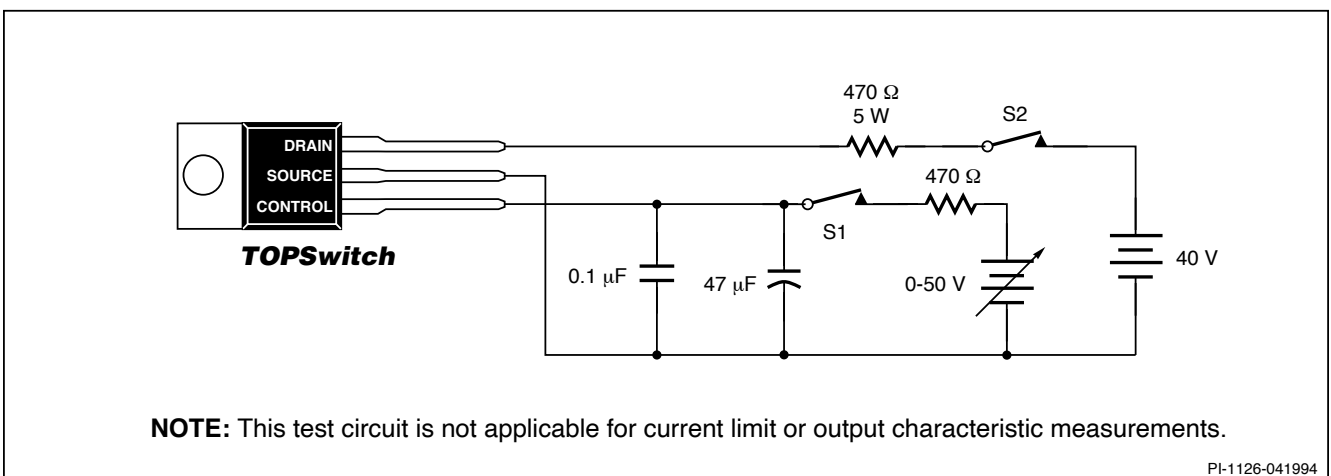 470 Ω
5 W
S2
DRAIN
SOURCE
CONTROL
470 Ω
S1
TOPSwitch
0.1 µF
47 µF
0-50 V
40 V
NOTE: This test circuit is not applicable for current limit or output characteristic measurements.
PI-1126-041994